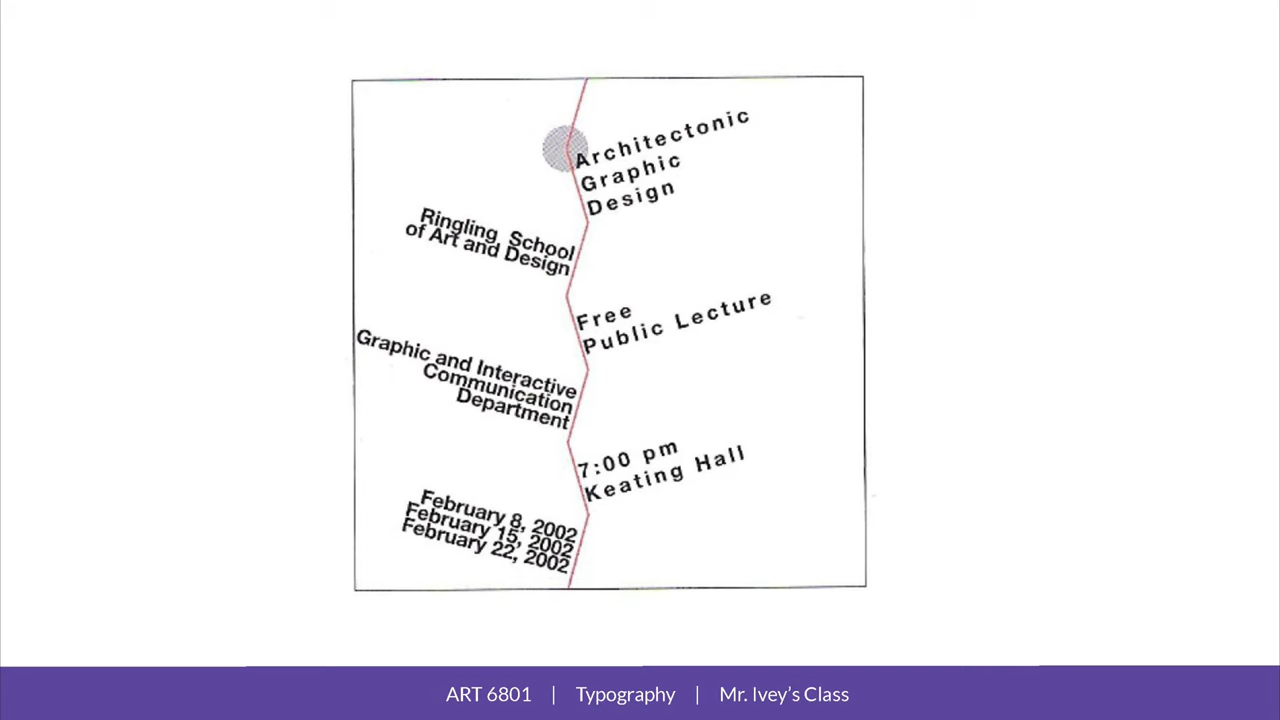 Architectonic
Graphic
Design
Ringling School
of Art and Design
Free
Public Lecture
Graphic and Interactive
Communication
Department
7:00 pm
Keating Hall
February 8, 2002
February 15, 2002
February 22, 2002
ART 6801 | Typography | Mr. Ivey's Class